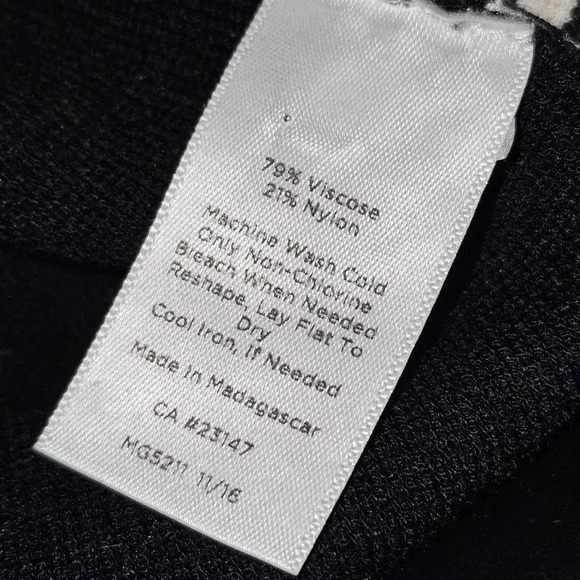 79% Viscose
21% Nylon
Machine Wash Cold
Only Non-Chlorine
Bleach When Needed
Reshape, Lay Flat To
Dry
Cool Iron, If Needed
Made in Madagascar
CA #23147
MG5211 11/16